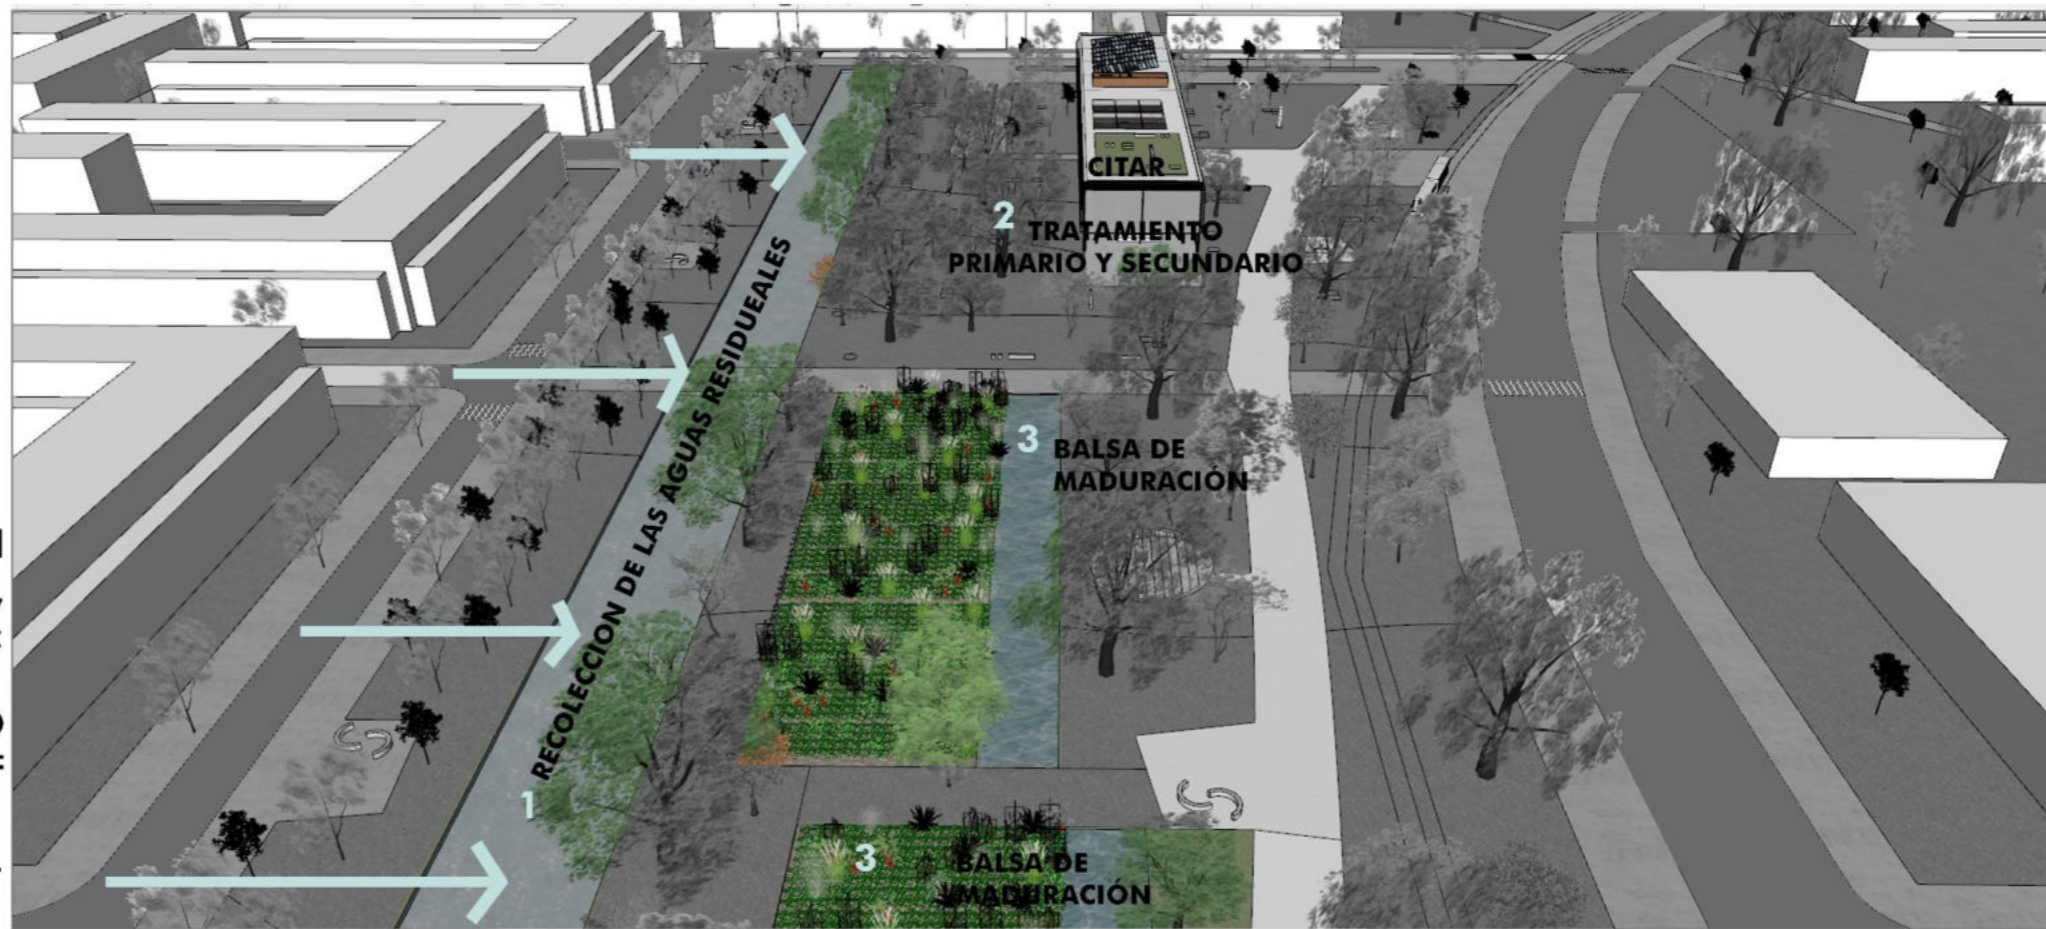 CITAR
2 TRATAMIENTO
PRIMARIO Y SECUNDARIO
1 RECOLECCION DE LAS AGUAS RESIDUEALES
3 BALSA DE
MADURACIÓN
3 BALSA DE
MADURACIÓN